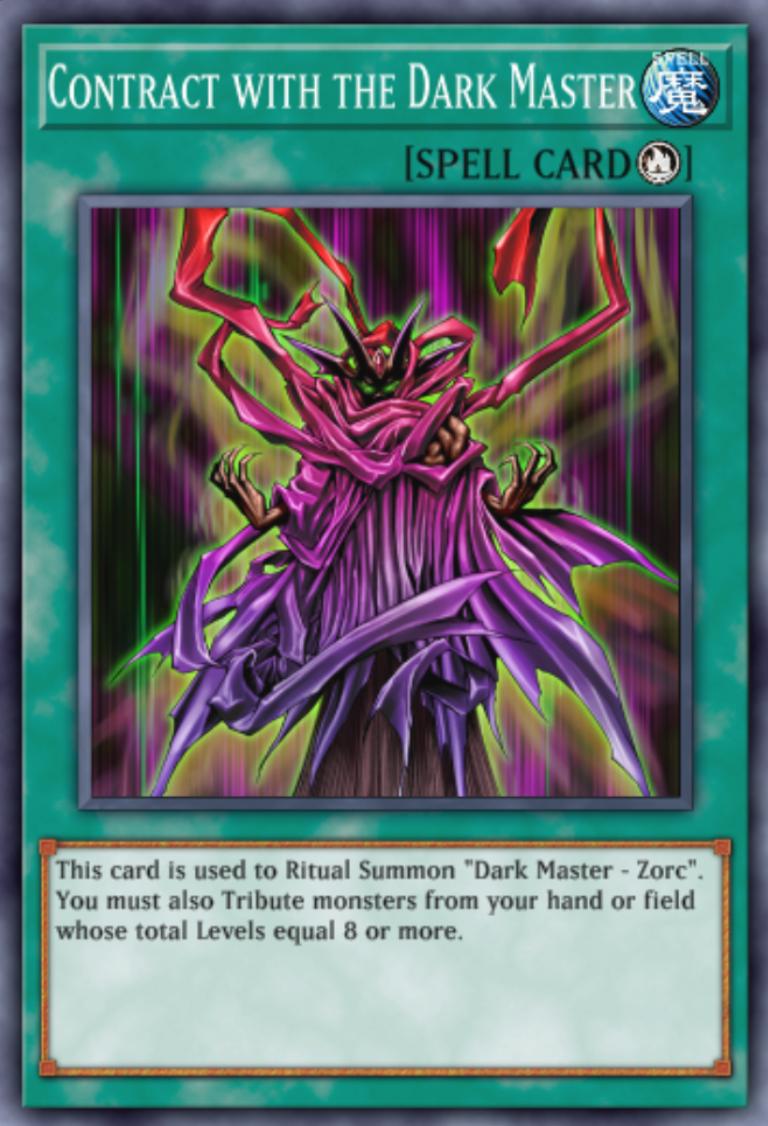 CONTRACT WITH THE DARK MASTER
SPELL
魔
[SPELL CARD]
This card is used to Ritual Summon "Dark Master - Zorc".
You must also Tribute monsters from your hand or field
whose total Levels equal 8 or more.